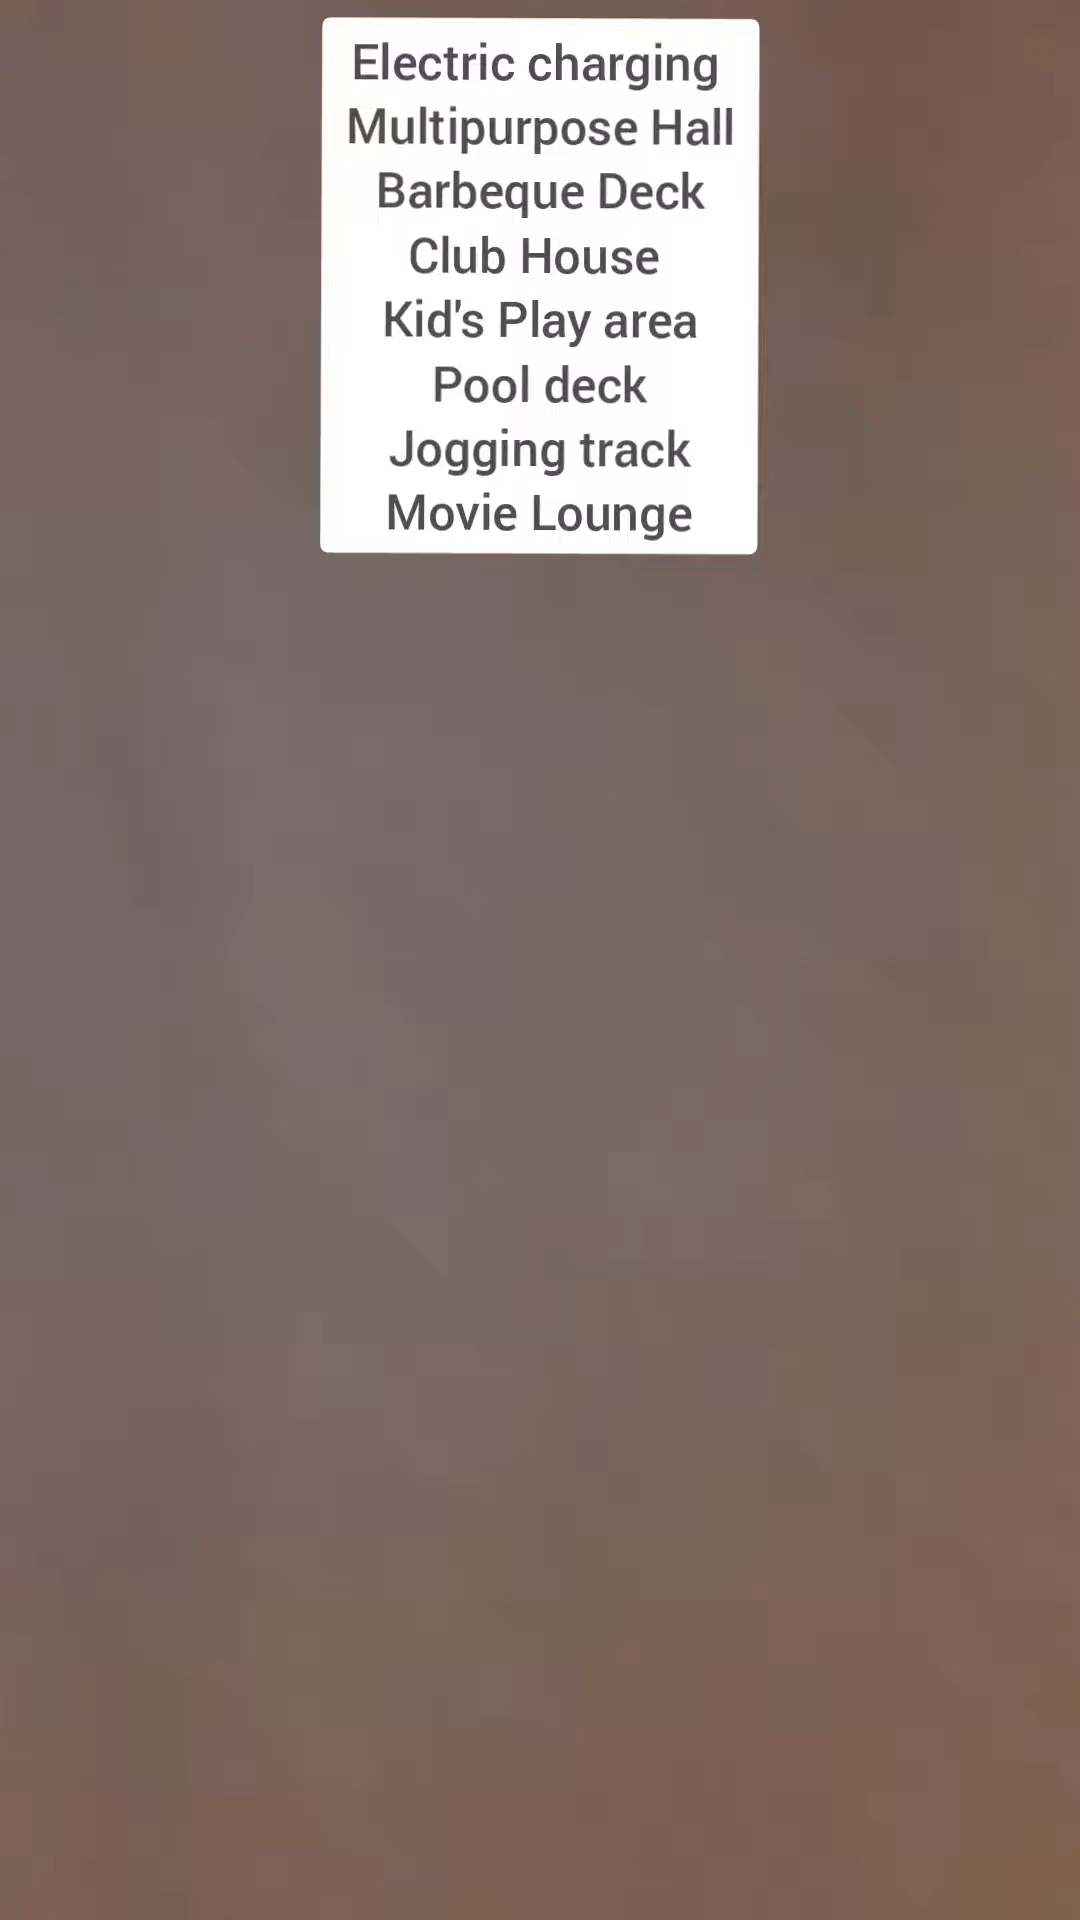 Electric charging
Multipurpose Hall
Barbeque Deck
Club House
Kid's Play area
Pool deck
Jogging track
Movie Lounge